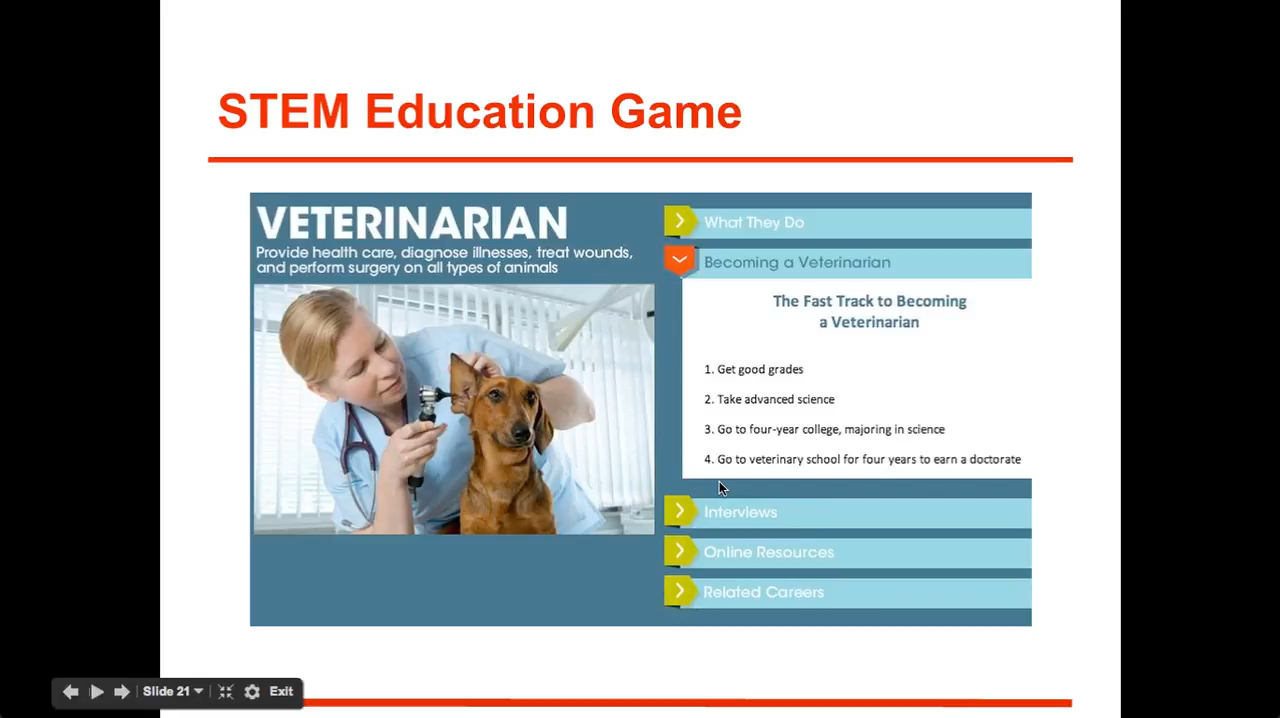 STEM Education Game
VETERINARIAN
Provide health care, diagnose illnesses, treat wounds,
and perform surgery on all types of animals
What They Do
Becoming a Veterinarian
The Fast Track to Becoming
a Veterinarian
1. Get good grades
2. Take advanced science
3. Go to four-year college, majoring in science
4. Go to veterinary school for four years to earn a doctorate
Interviews
Online Resources
Related Careers
Slide 21
Exit